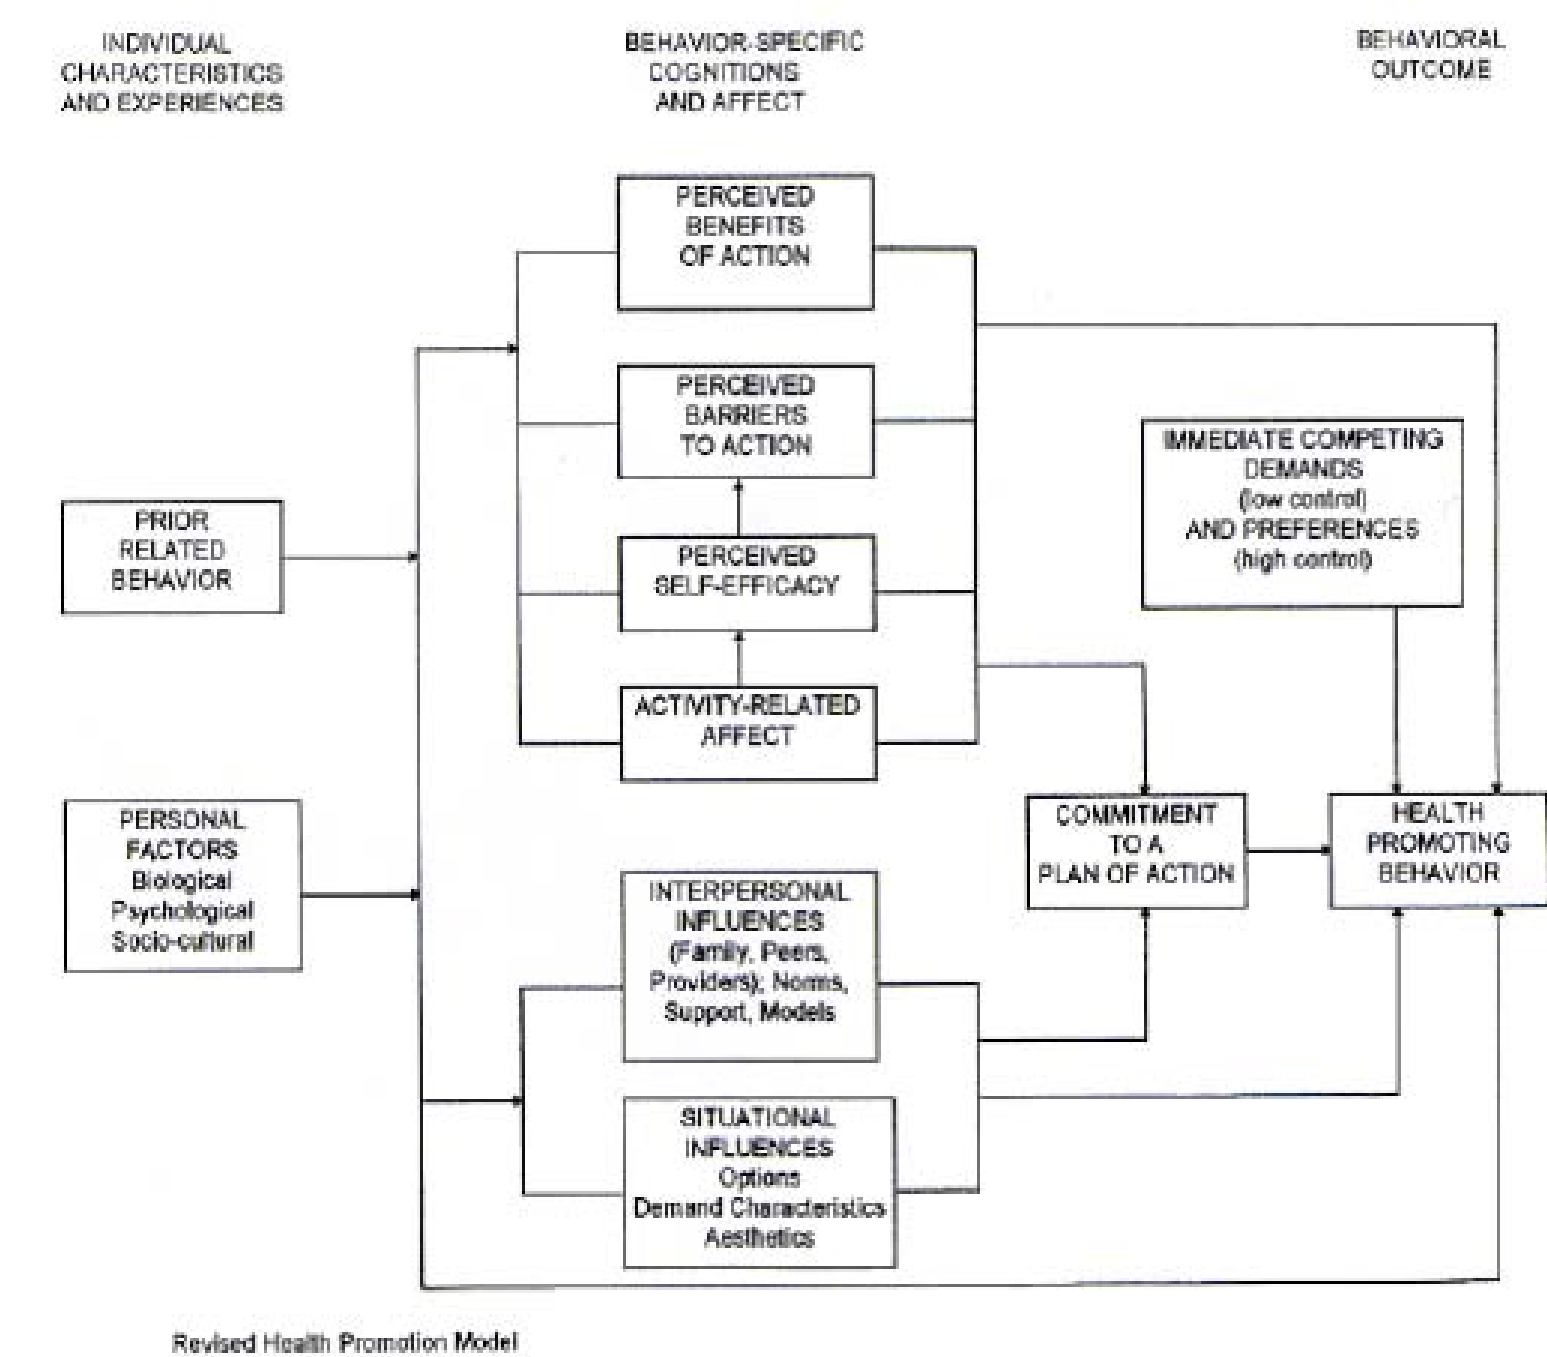 INDIVIDUAL
CHARACTERISTICS
AND EXPERIENCES
BEHAVIOR-SPECIFIC
COGNITIONS
AND AFFECT
BEHAVIORAL
OUTCOME
PERCEIVED
BENEFITS
OF ACTION
PERCEIVED
BARRIERS
TO ACTION
IMMEDIATE COMPETING
DEMANDS
(low control)
AND PREFERENCES
(high control)
PRIOR
RELATED
BEHAVIOR
PERCEIVED
SELF-EFFICACY
ACTIVITY-RELATED
AFFECT
PERSONAL
FACTORS
Biological
Psychological
Socio-cultural
COMMITMENT
TO A
PLAN OF ACTION
HEALTH
PROMOTING
BEHAVIOR
INTERPERSONAL
INFLUENCES
(Family, Peers,
Providers); Norms,
Support, Models
SITUATIONAL
INFLUENCES
Options
Demand Characteristics
Aesthetics
Revised Health Promotion Model